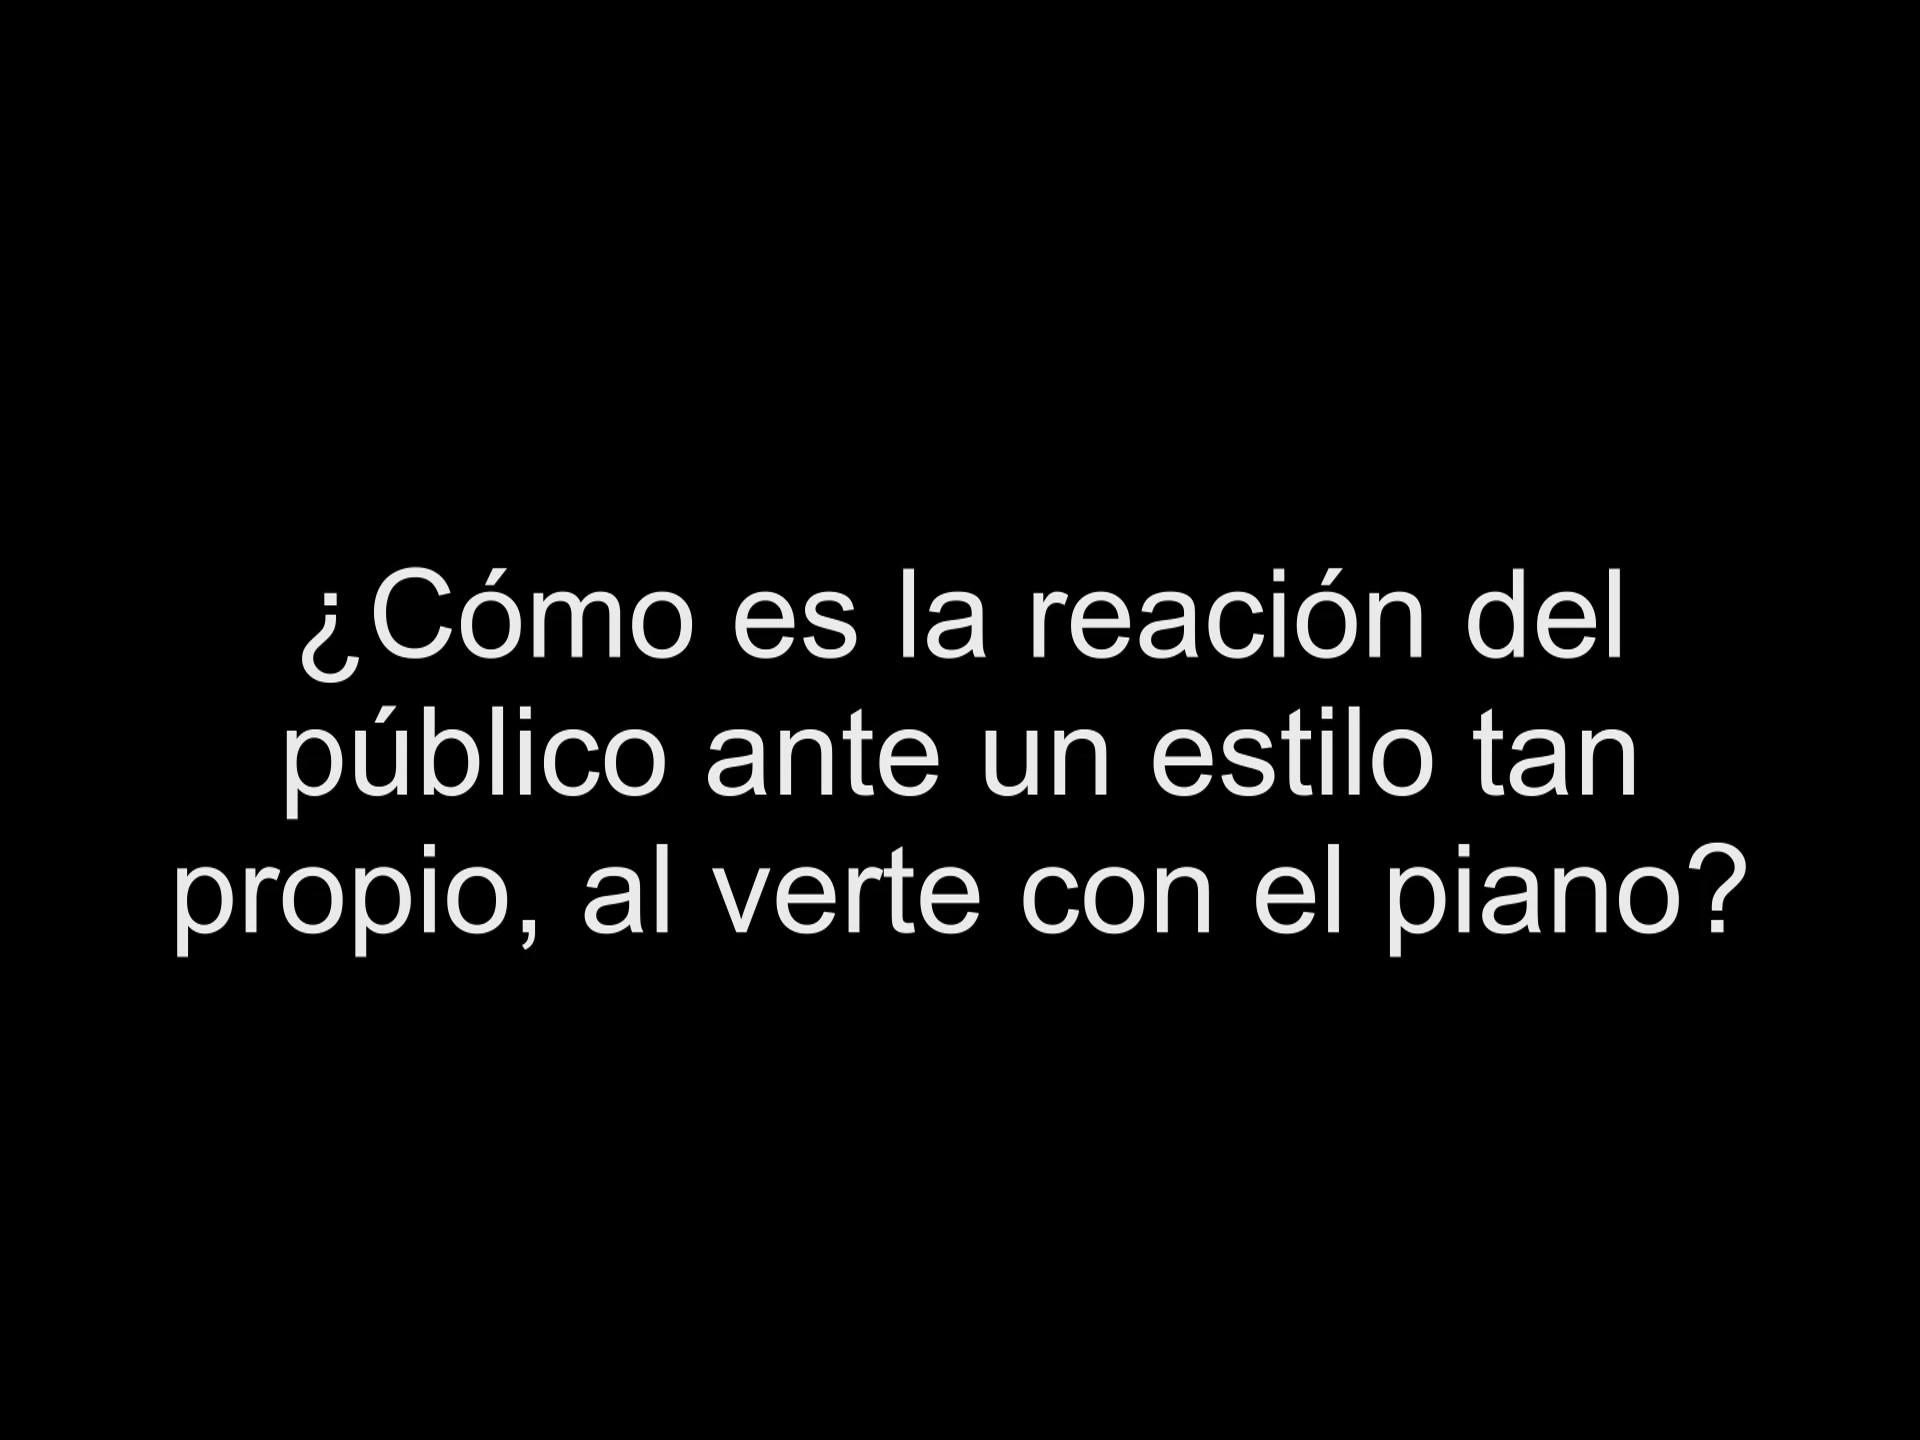 ¿Cómo es la reación del
público ante un estilo tan
propio, al verte con el piano?